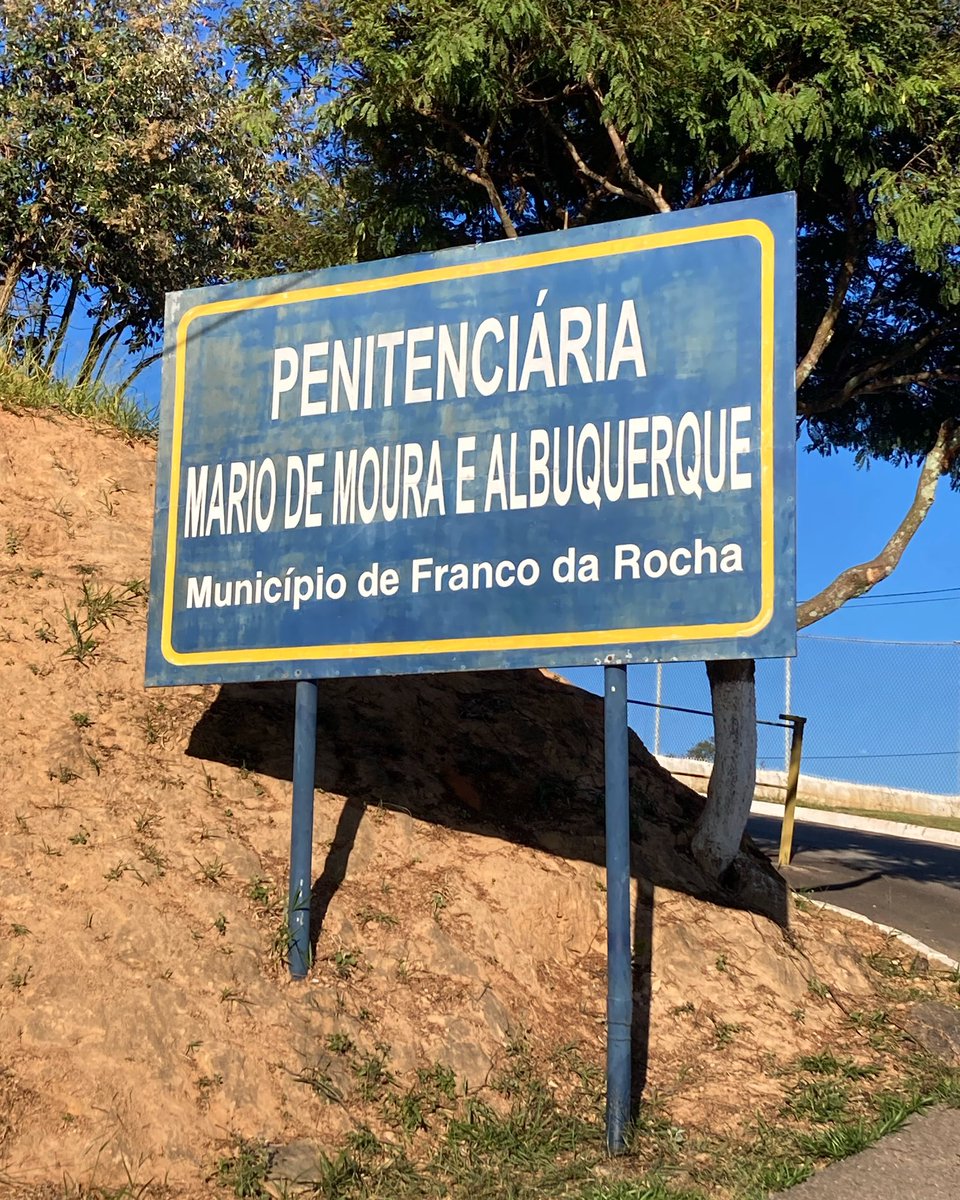 PENITENCIÁRIA
MARIO DE MOURA E ALBUQUERQUE
Município de Franco da Rocha